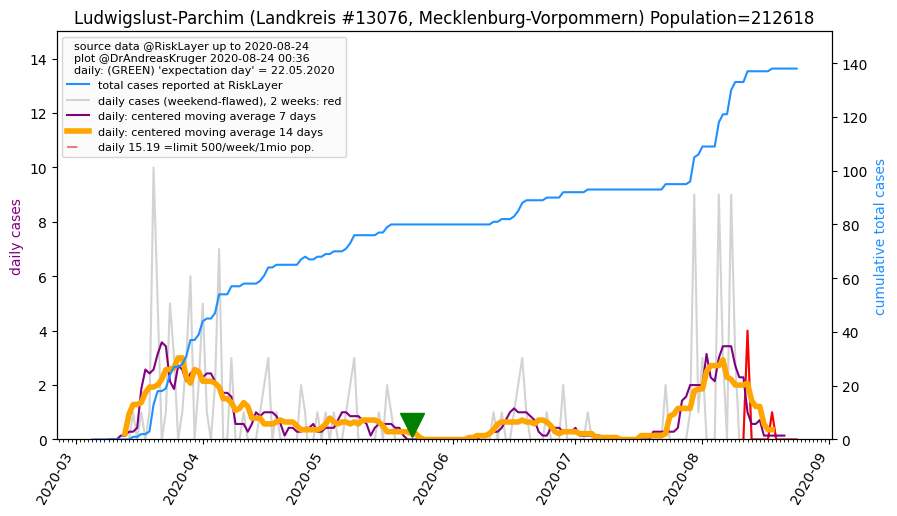 Ludwigslust-Parchim (Landkreis #13076, Mecklenburg-Vorpommern) Population=212618
source data @RiskLayer up to 2020-08-24
plot @DrAndreasKruger 2020-08-24 00:36
daily: (GREEN) 'expectation day' = 22.05.2020
total cases reported at RiskLayer
daily cases (weekend-flawed), 2 weeks: red
daily: centered moving average 7 days
daily: centered moving average 14 days
daily 15.19 =limit 500/week/1mio pop.
daily cases
14
12
10
8
6
4
2
0
140
120
100
80
60
40
20
0
cumulative total cases
2020-03
2020-04
2020-05
2020-06
2020-07
2020-08
2020-09